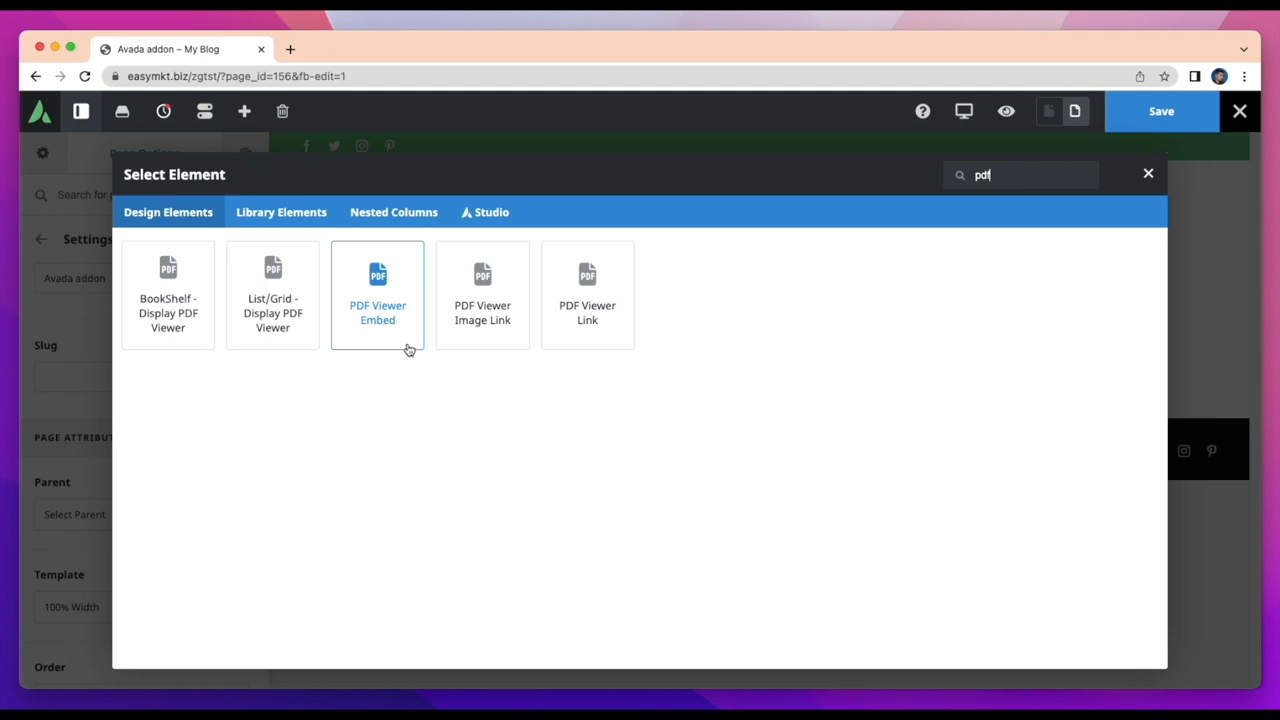 Avada addon – My Blog
easymkt.biz/zgtst/?page_id=156&fb-edit=1
Save
Select Element
pdf
Design Elements
Library Elements
Nested Columns
Studio
Search for
Settings
Avada addon
Slug
PAGE ATTRIBUT
Parent
Select Parent
Template
100% Width
Order
PDF
BookShelf -
Display PDF
Viewer
PDF
List/Grid -
Display PDF
Viewer
PDF
PDF Viewer
Embed
PDF
PDF Viewer
Image Link
PDF
PDF Viewer
Link